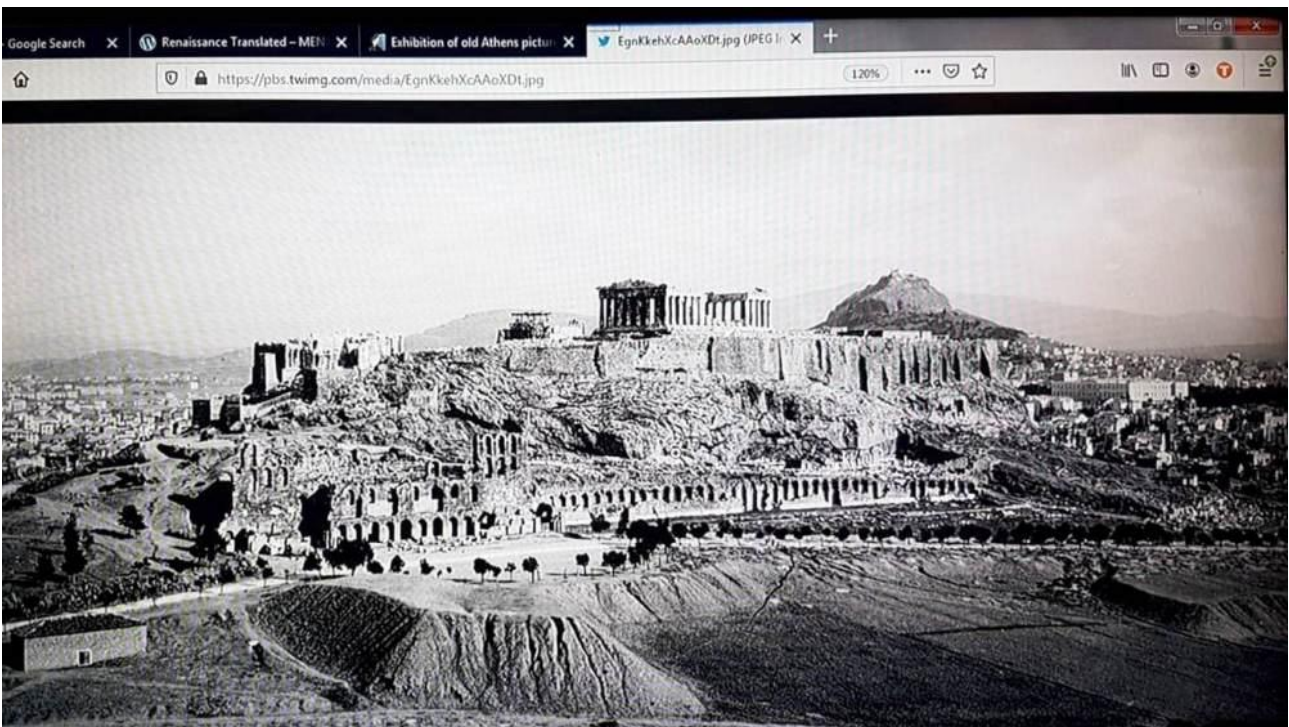 Google Search
Renaissance Translated – MEN
Exhibition of old Athens pictur
EgnKkehXcAAoXDt.jpg (JPEG I
https://pbs.twimg.com/media/EgnKkehXcAAoXDt.jpg
120%